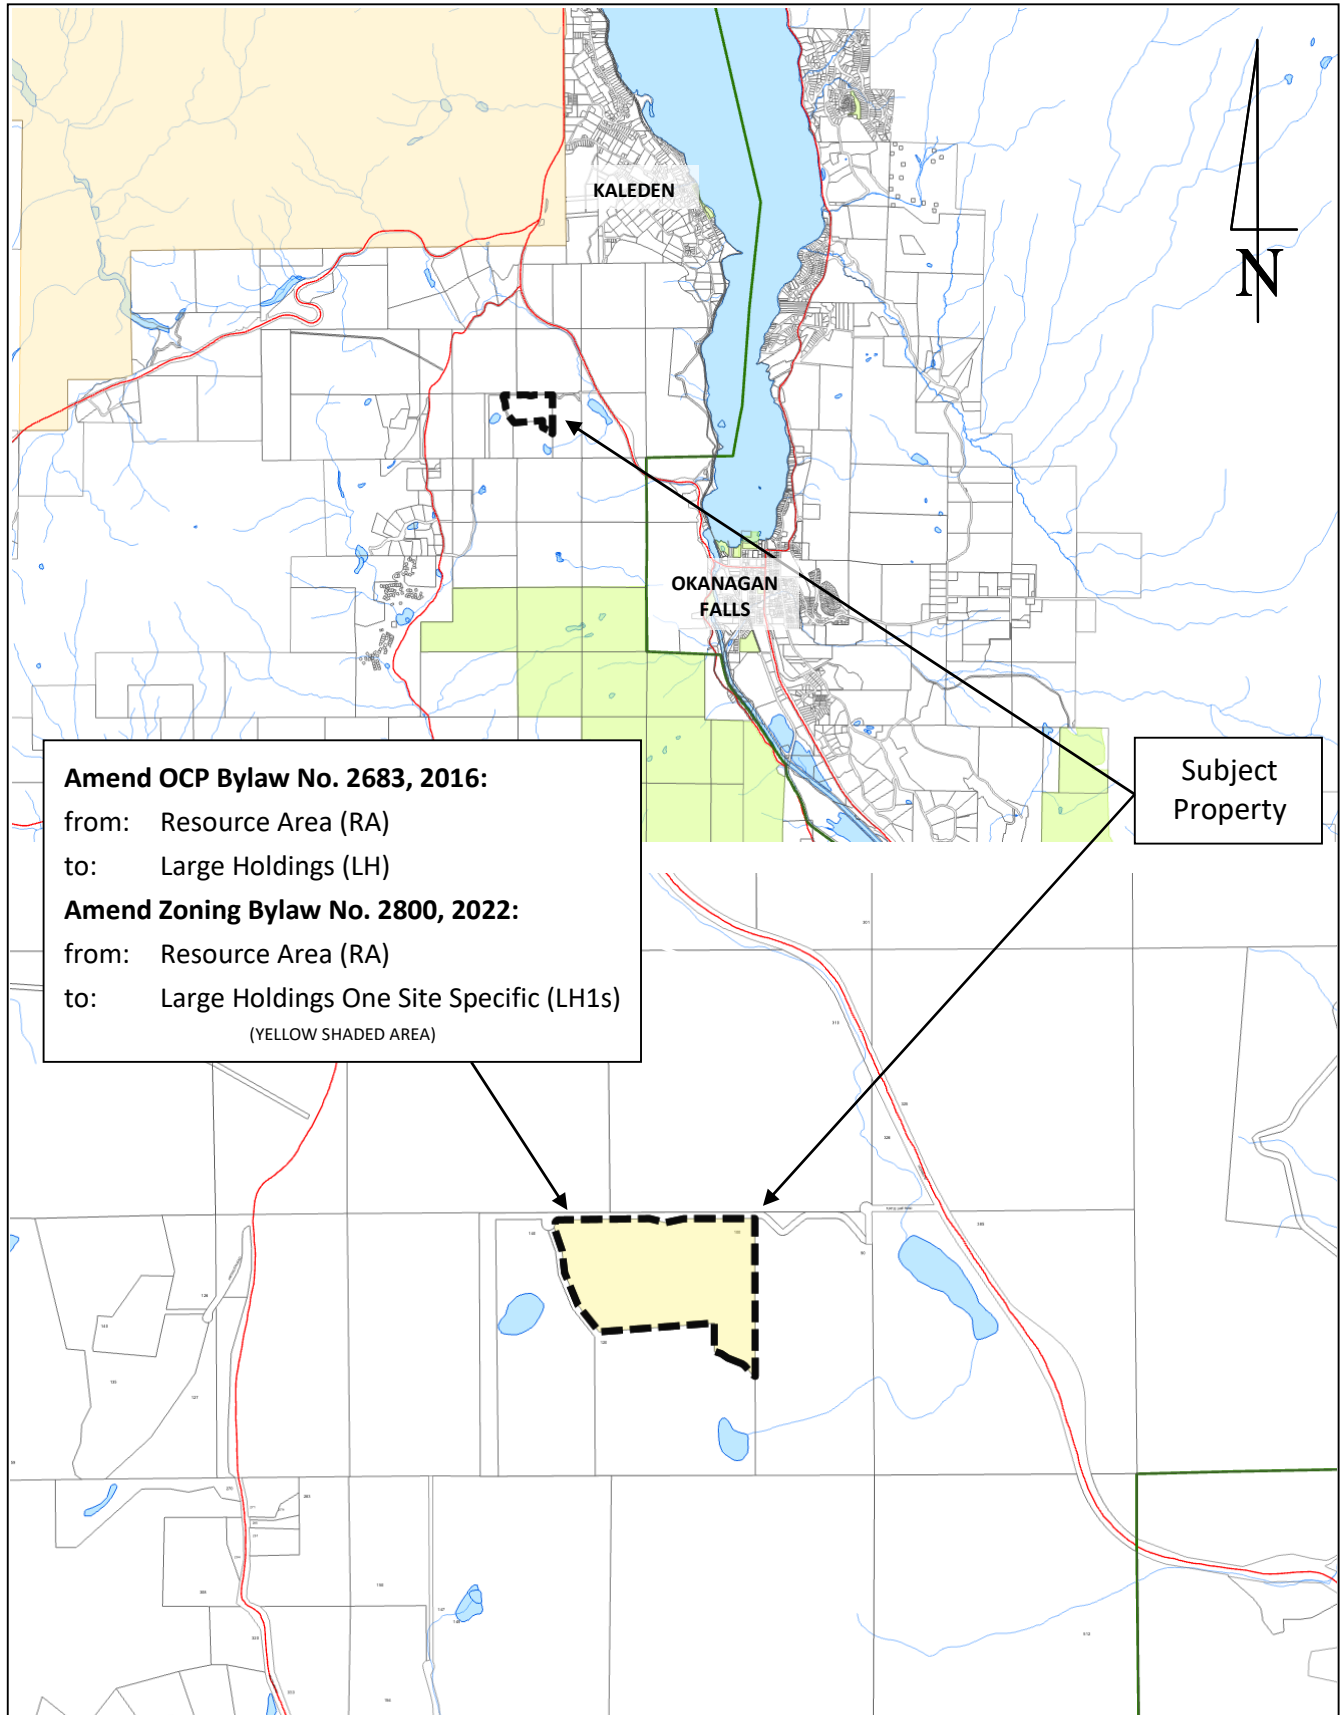 KALEDEN
N
OKANAGAN
FALLS
Amend OCP Bylaw No. 2683, 2016:
from: Resource Area (RA)
to: Large Holdings (LH)
Amend Zoning Bylaw No. 2800, 2022:
from: Resource Area (RA)
to: Large Holdings One Site Specific (LH1s)
(YELLOW SHADED AREA)
Subject
Property